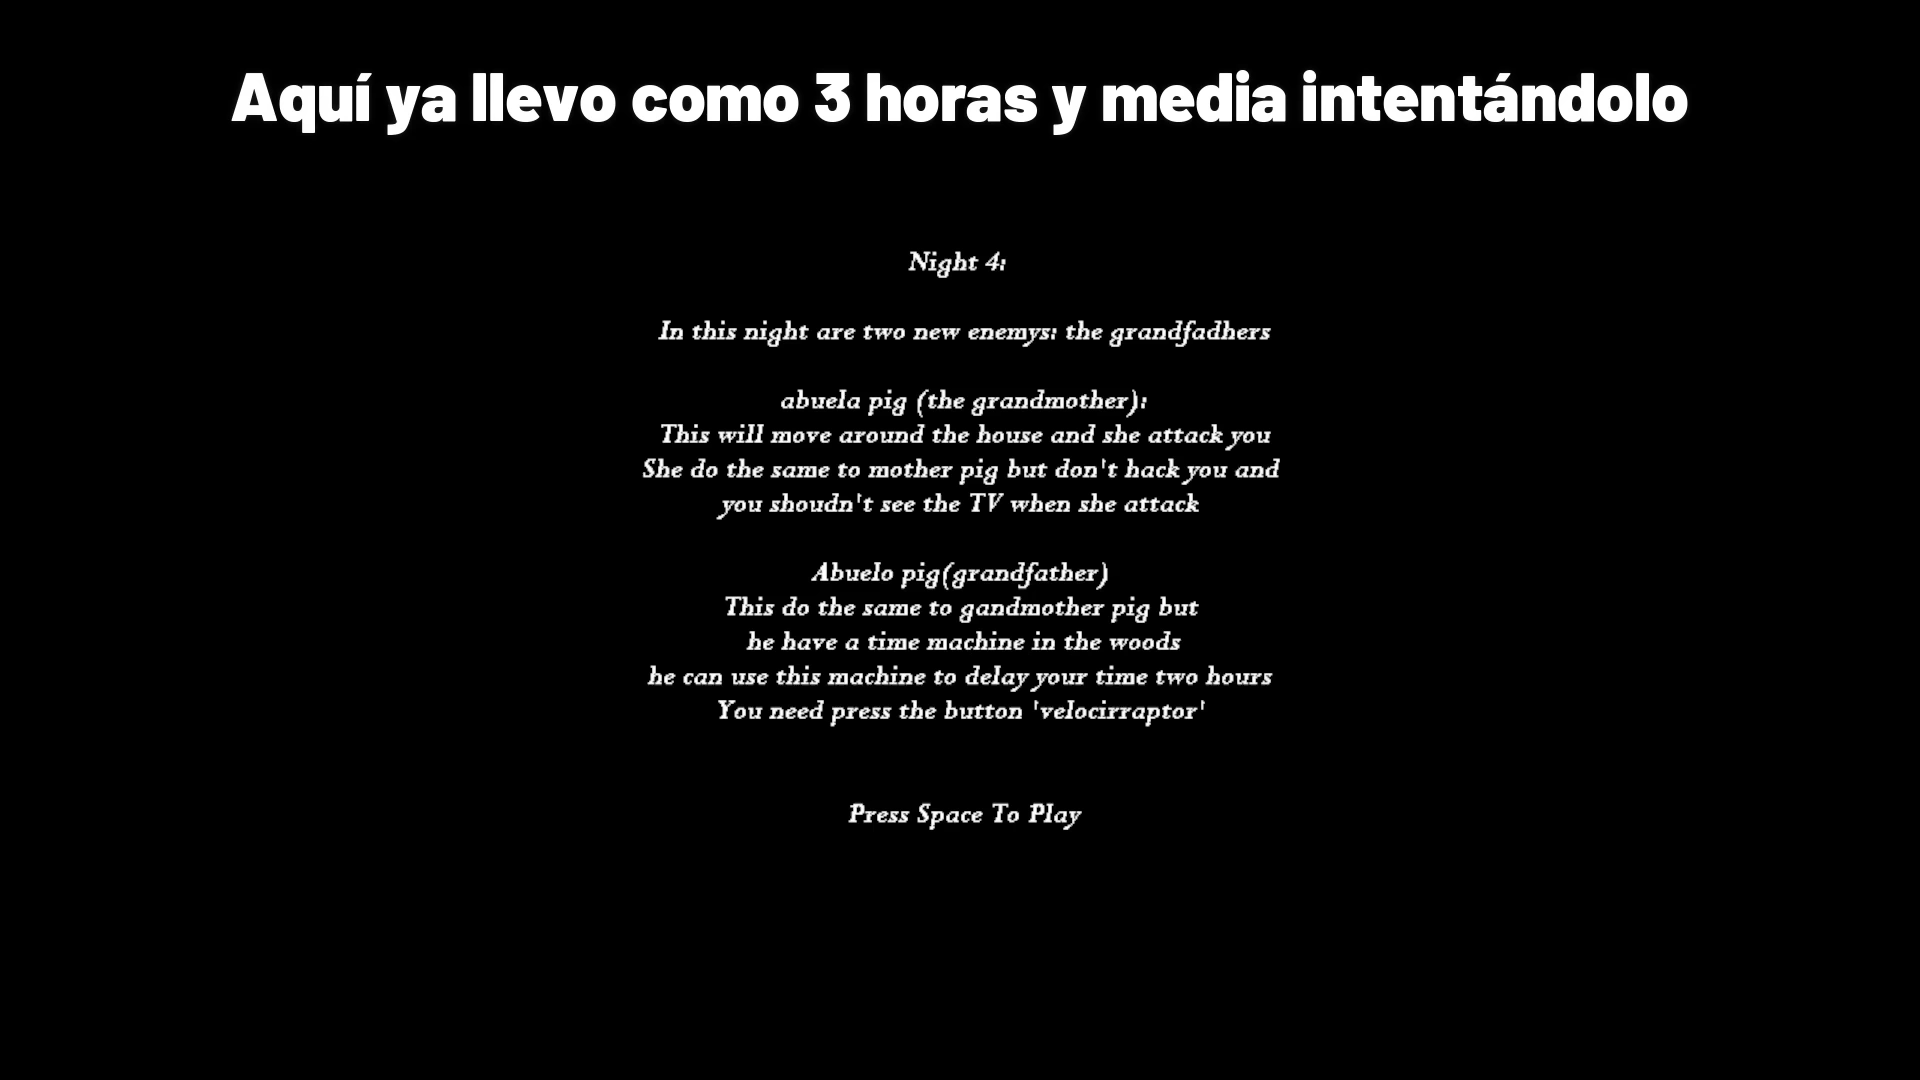 Aquí ya llevo como 3 horas y media intentándolo
Night 4:
In this night are two new enemys: the grandfadhers
abuela pig (the grandmother):
This will move around the house and she attack you
She do the same to mother pig but don't hack you and
you shoudn't see the TV when she attack
Abuelo pig(grandfather)
This do the same to gandmother pig but
he have a time machine in the woods
he can use this machine to delay your time two hours
You need press the button 'velocirraptor'
Press Space To Play